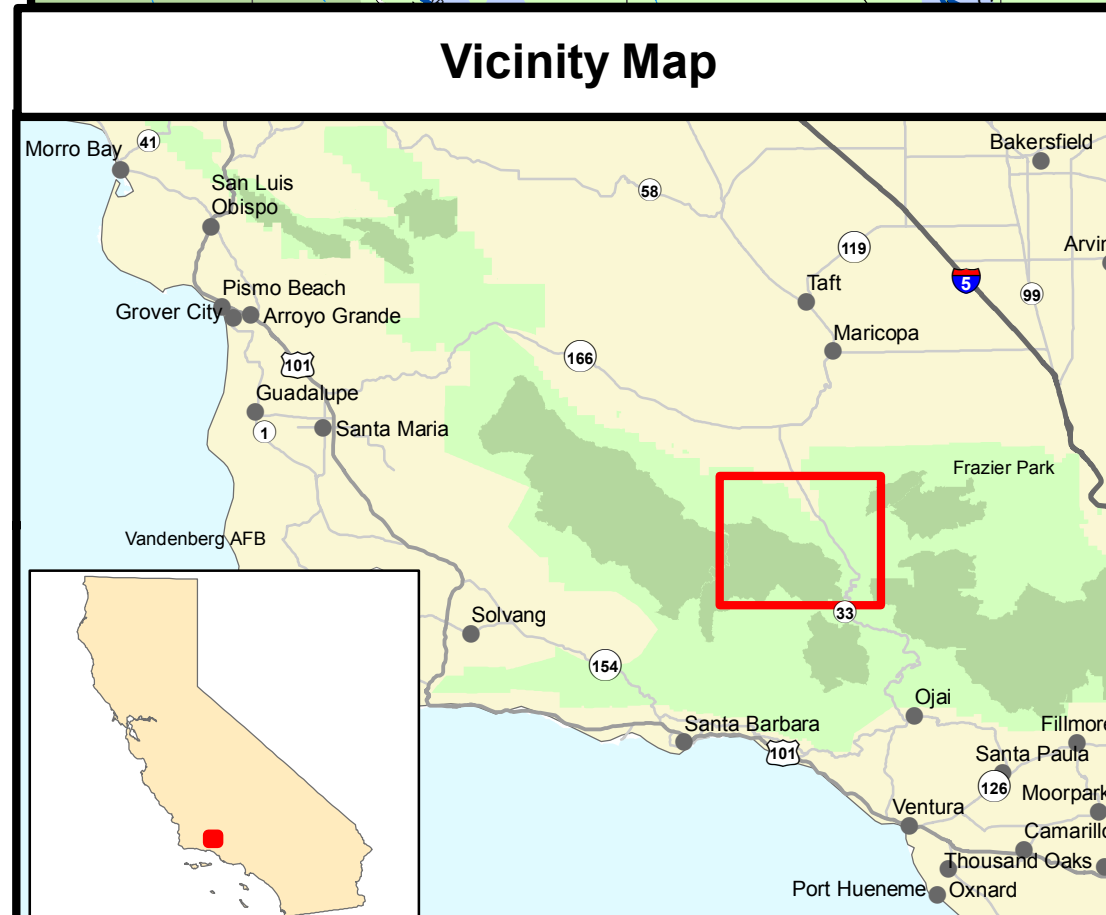 Vicinity Map
Morro Bay
41
Bakersfield
San Luis
Obispo
58
119
Arvin
Taft
5
99
Pismo Beach
Grover City
Arroyo Grande
Maricopa
101
166
Guadalupe
1
Santa Maria
Frazier Park
Vandenberg AFB
Solvang
33
154
Ojai
Santa Barbara
101
Fillmore
Santa Paula
126
Moorpark
Ventura
Camarillo
Thousand Oaks
Port Hueneme
Oxnard